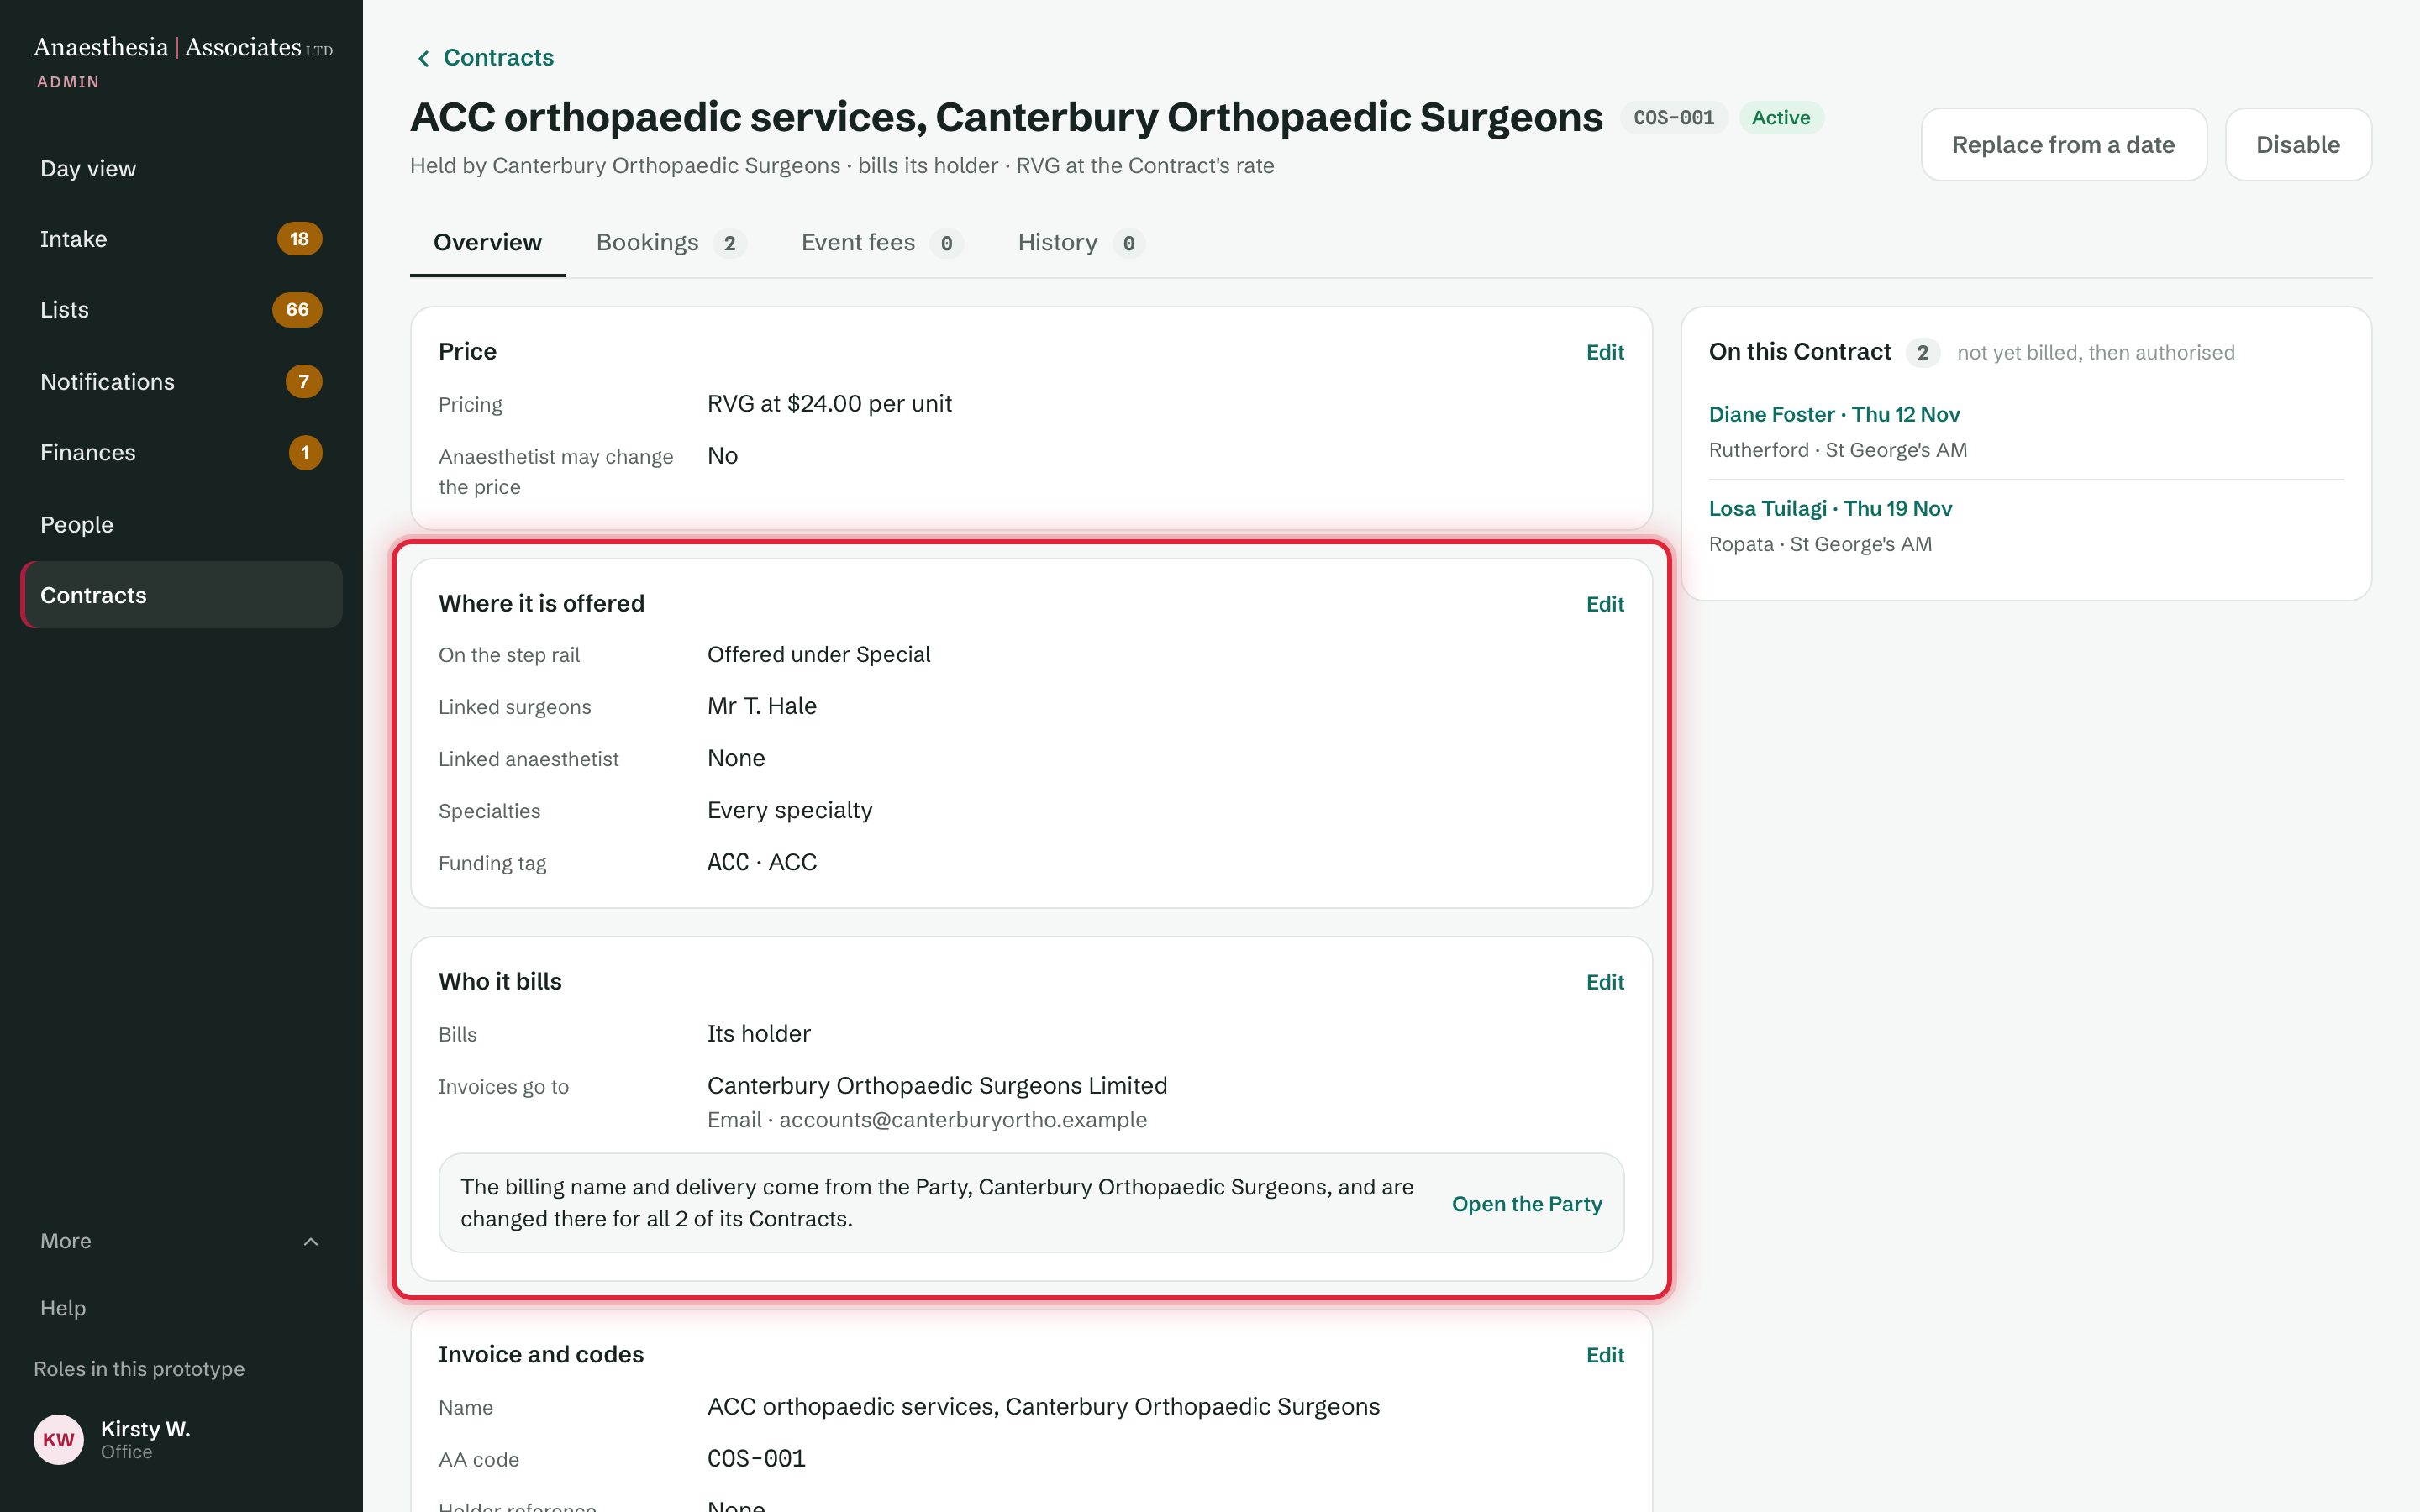 Anaesthesia | Associates LTD
ADMIN
Day view
Intake 18
Lists 66
Notifications 7
Finances 1
People
Contracts
More
Help
Roles in this prototype
KW Kirsty W.
Office
Contracts
ACC orthopaedic services, Canterbury Orthopaedic Surgeons COS-001 Active
Held by Canterbury Orthopaedic Surgeons · bills its holder · RVG at the Contract's rate
Replace from a date Disable
Overview Bookings 2 Event fees 0 History 0
Price Edit
Pricing RVG at $24.00 per unit
Anaesthetist may change No
the price
Where it is offered Edit
On the step rail Offered under Special
Linked surgeons Mr T. Hale
Linked anaesthetist None
Specialties Every specialty
Funding tag ACC · ACC
Who it bills Edit
Bills Its holder
Invoices go to Canterbury Orthopaedic Surgeons Limited
Email · accounts@canterburyortho.example
The billing name and delivery come from the Party, Canterbury Orthopaedic Surgeons, and are
changed there for all 2 of its Contracts.
Open the Party
Invoice and codes Edit
Name ACC orthopaedic services, Canterbury Orthopaedic Surgeons
AA code COS-001
Holder reference None
On this Contract 2 not yet billed, then authorised
Diane Foster · Thu 12 Nov
Rutherford · St George's AM
Losa Tuilagi · Thu 19 Nov
Ropata · St George's AM